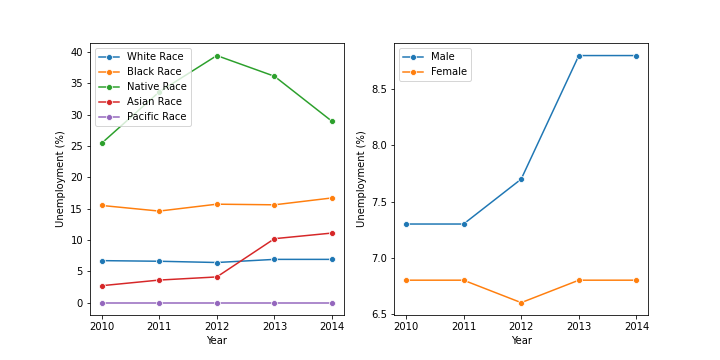 White Race
Black Race
Native Race
Asian Race
Pacific Race
40
35
30
25
20
15
10
5
0
Unemployment (%)
2010 2011 2012 2013 2014
Year
Male
Female
8.5
8.0
7.5
7.0
6.5
Unemployment (%)
2010 2011 2012 2013 2014
Year